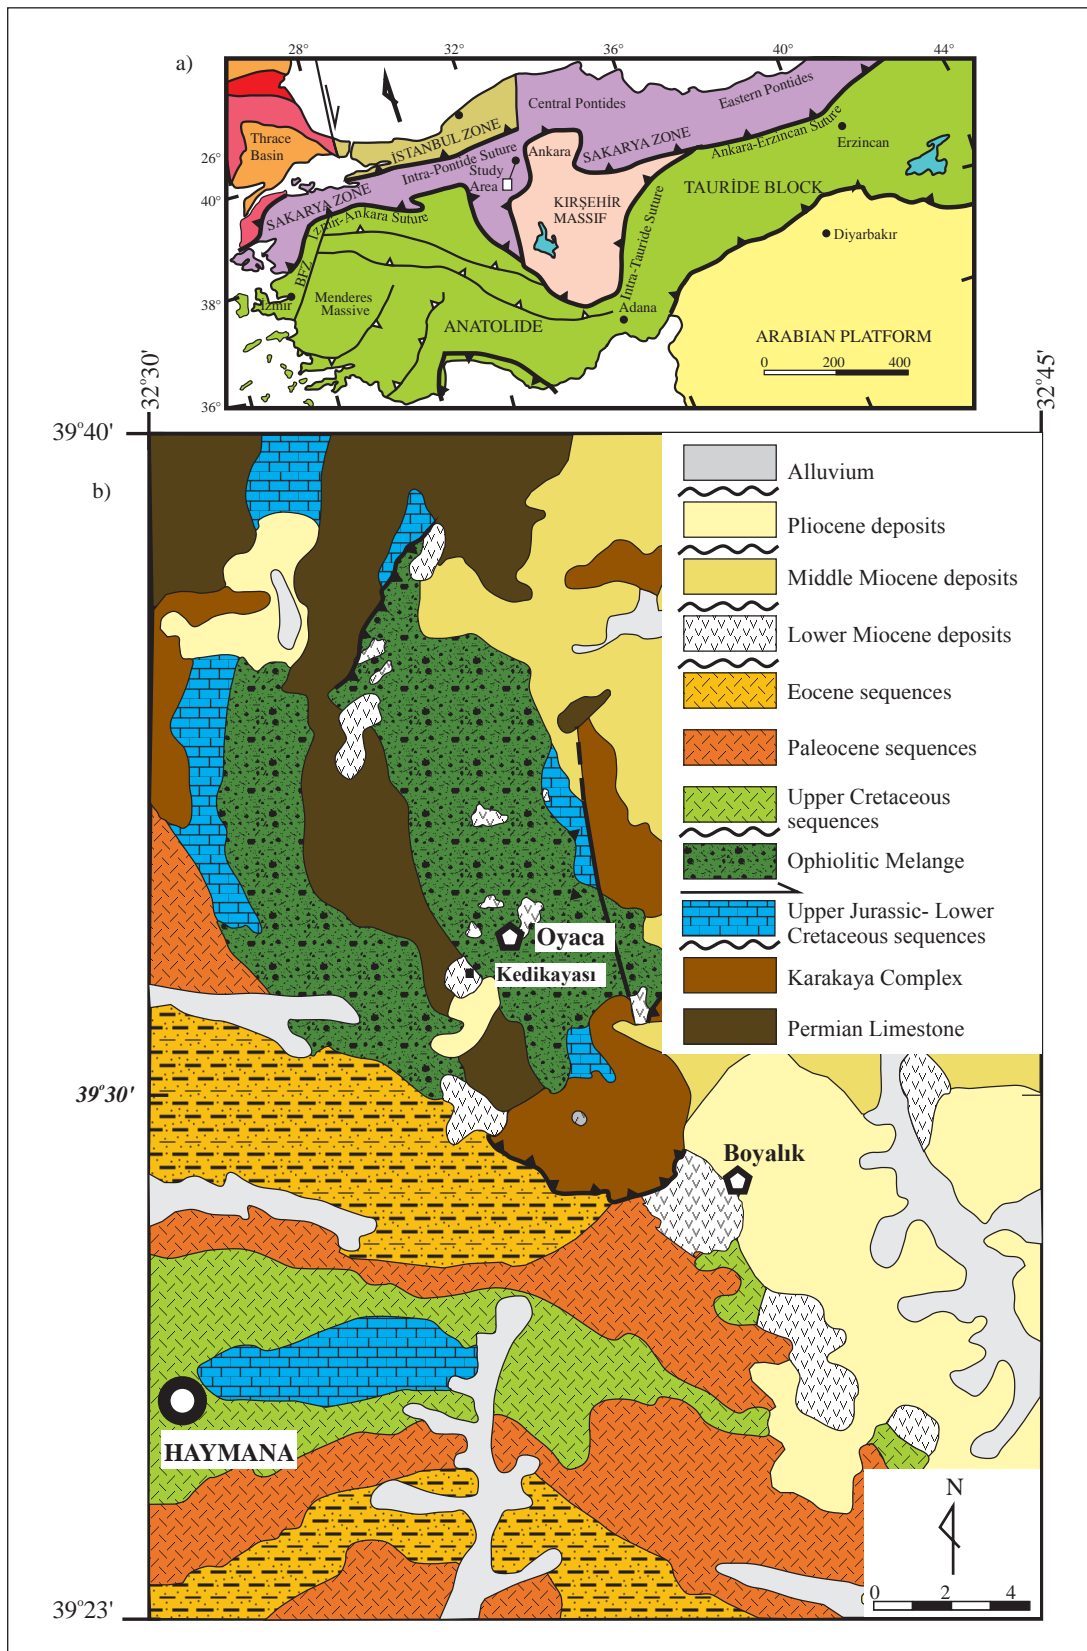 a)
28°
32°
36°
40°
44°
26°
40°
38°
36°
Thrace
Basin
İSTANBUL ZONE
Central Pontides
Eastern Pontides
Intra-Pontide Suture
Ankara
SAKARYA ZONE
Ankara-Erzincan Suture
Erzincan
Study
Area
SAKARYA ZONE
İzmir-Ankara Suture
KIRŞEHİR
MASSIF
TAURİDE BLOCK
Intra-Tauride Suture
Diyarbakır
BFZ
İzmir
Menderes
Massive
ANATOLIDE
Adana
ARABIAN PLATFORM
0 200 400
32°30'
32°45'
39°40'
b)
Alluvium
Pliocene deposits
Middle Miocene deposits
Lower Miocene deposits
Eocene sequences
Paleocene sequences
Upper Cretaceous
sequences
Ophiolitic Melange
Upper Jurassic- Lower
Cretaceous sequences
Karakaya Complex
Permian Limestone
Oyaca
Kedikayası
39°30'
Boyalık
HAYMANA
N
0 2 4
39°23'